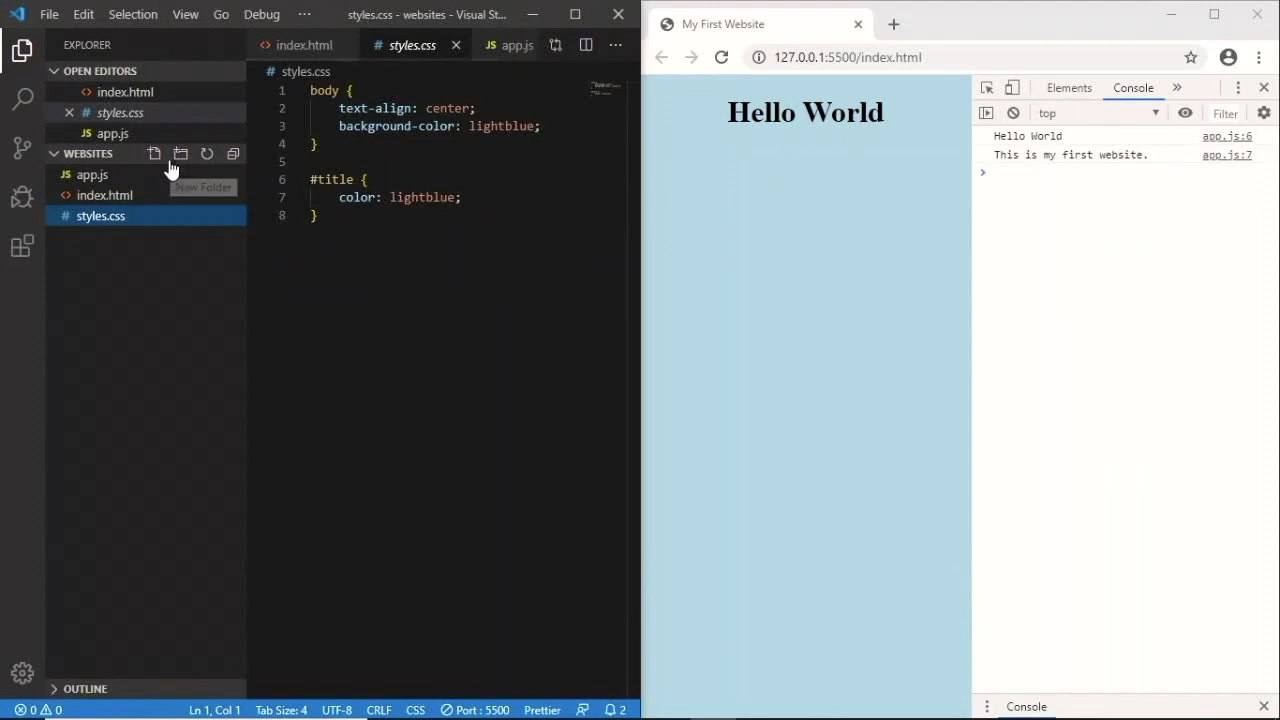 File Edit Selection View Go Debug ··· styles.css - websites - Visual St...
EXPLORER
OPEN EDITORS
index.html
styles.css
JS app.js
WEBSITES
New Folder
JS app.js
index.html
# styles.css
OUTLINE
index.html # styles.css JS app.js
# styles.css
1 body {
2 text-align: center;
3 background-color: lightblue;
4 }
5
6 #title {
7 color: lightblue;
8 }
0 0 Ln 1, Col 1 Tab Size: 4 UTF-8 CRLF CSS Port : 5500 Prettier 2
My First Website
127.0.0.1:5500/index.html
Hello World
Elements Console »
top Filter
Hello World app.js:6
This is my first website. app.js:7
Console